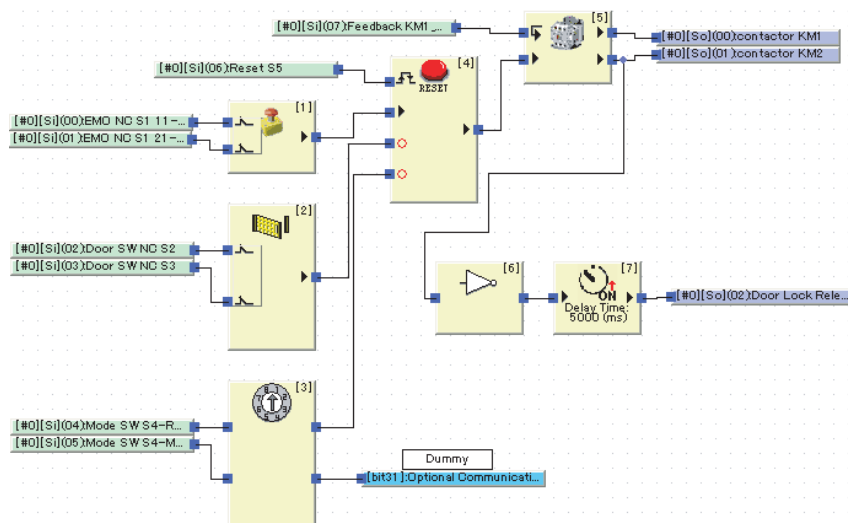 [#0][Si](07):Feedback KM1_...
[5]
[#0][So](00):contactor KM1
[#0][So](01):contactor KM2
[#0][Si](06):Reset S5
[4]
RESET
[1]
[#0][Si](00):EMO NC S1 11-...
[#0][Si](01):EMO NC S1 21-...
[2]
[#0][Si](02):Door SW NC S2
[#0][Si](03):Door SW NC S3
[6]
[7]
ON
Delay Time:
5000 (ms)
[#0][So](02):Door Lock Rele...
[3]
[#0][Si](04):Mode SW S4-R...
[#0][Si](05):Mode SW S4-M...
Dummy
[bit31]:Optional Communicati...